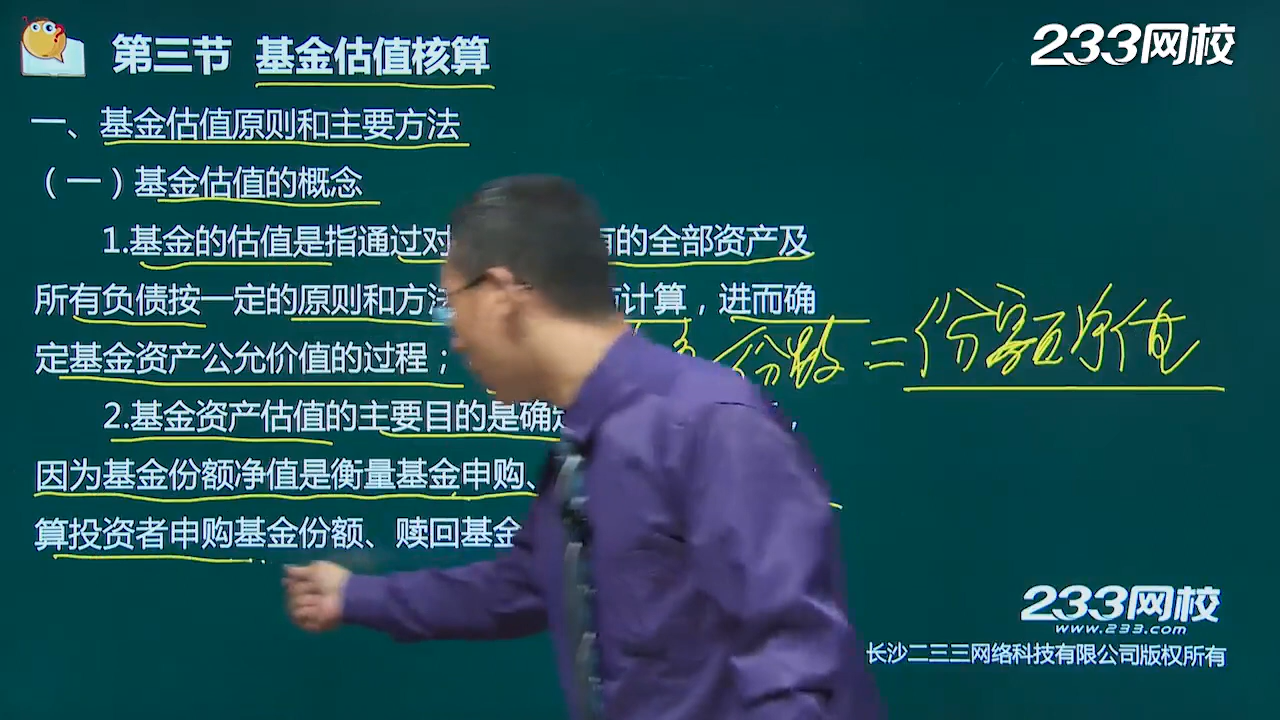 第三节 基金估值核算
233网校
一、基金估值原则和主要方法
（一）基金估值的概念
1.基金的估值是指通过对 的全部资产及
所有负债按一定的原则和方法 计算，进而确
定基金资产公允价值的过程；
份数 = 份额净值
2.基金资产估值的主要目的是确定
因为基金份额净值是衡量基金申购、
算投资者申购基金份额、赎回基金
233网校
www.233.com
长沙二三三网络科技有限公司版权所有